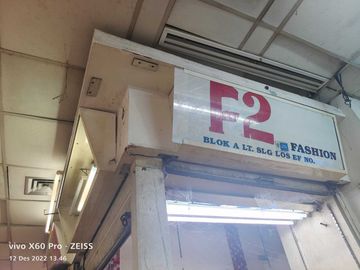 F2
FASHION
BLOK A LT. SLG LOS EF NO.
vivo X60 Pro · ZEISS
12 Des 2022 13.46